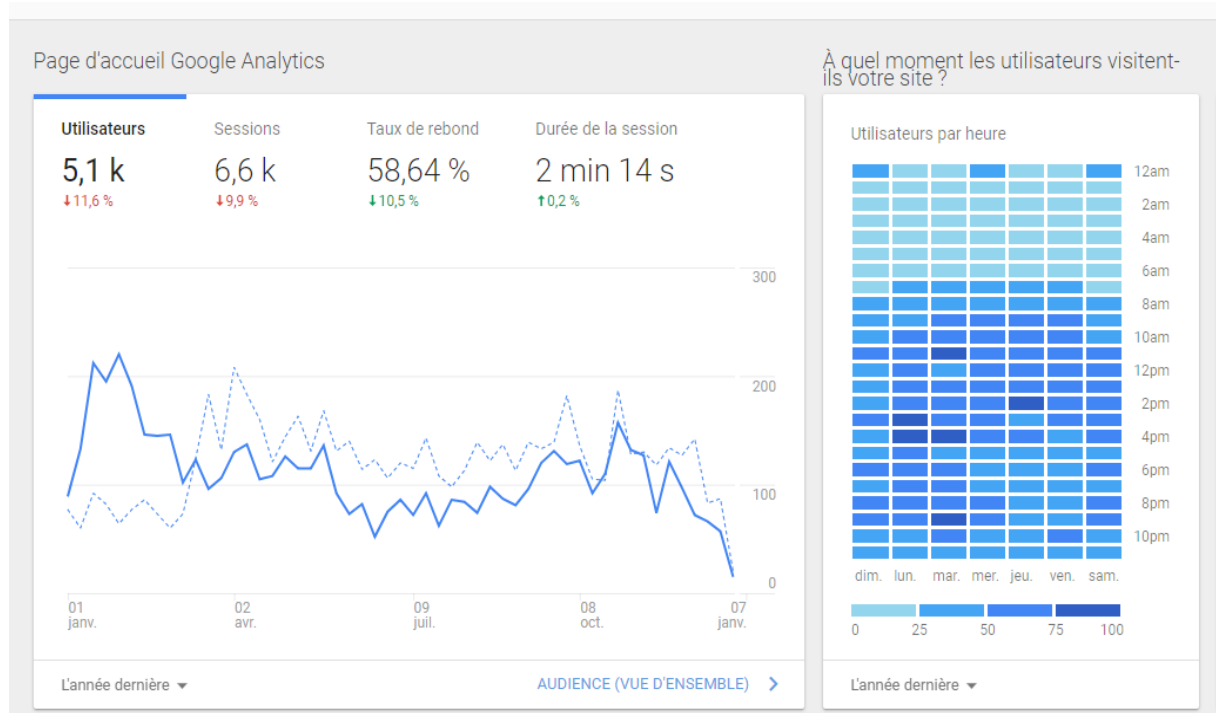 Page d'accueil Google Analytics
Utilisateurs
Sessions
Taux de rebond
Durée de la session
5,1 k
6,6 k
58,64 %
2 min 14 s
↓11,6 %
↓9,9 %
↓10,5 %
↑0,2 %
300
200
100
0
01 janv.
02 avr.
09 juil.
08 oct.
07 janv.
L'année dernière
AUDIENCE (VUE D'ENSEMBLE)
À quel moment les utilisateurs visitent-
ils votre site ?
Utilisateurs par heure
12am
2am
4am
6am
8am
10am
12pm
2pm
4pm
6pm
8pm
10pm
dim. lun. mar. mer. jeu. ven. sam.
0 25 50 75 100
L'année dernière